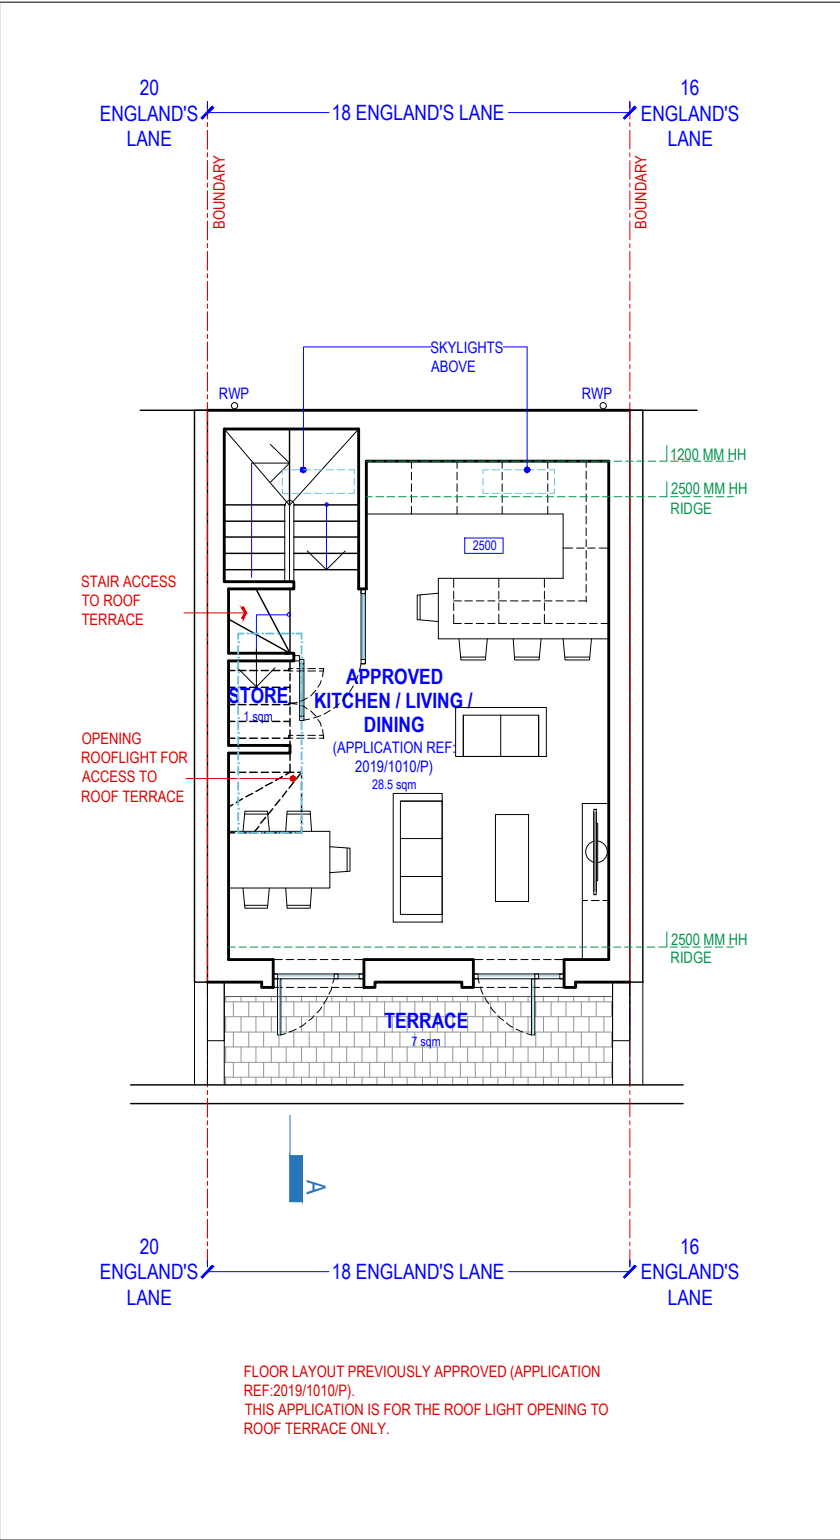 20
ENGLAND'S
LANE
18 ENGLAND'S LANE
16
ENGLAND'S
LANE
BOUNDARY
BOUNDARY
SKYLIGHTS
ABOVE
RWP
RWP
1200 MM HH
2500 MM HH
RIDGE
2500
STAIR ACCESS
TO ROOF
TERRACE
STORE
1 sqm
APPROVED
KITCHEN / LIVING /
DINING
(APPLICATION REF:
2019/1010/P)
28.5 sqm
OPENING
ROOFLIGHT FOR
ACCESS TO
ROOF TERRACE
2500 MM HH
RIDGE
TERRACE
7 sqm
A
20
ENGLAND'S
LANE
18 ENGLAND'S LANE
16
ENGLAND'S
LANE
FLOOR LAYOUT PREVIOUSLY APPROVED (APPLICATION
REF:2019/1010/P).
THIS APPLICATION IS FOR THE ROOF LIGHT OPENING TO
ROOF TERRACE ONLY.